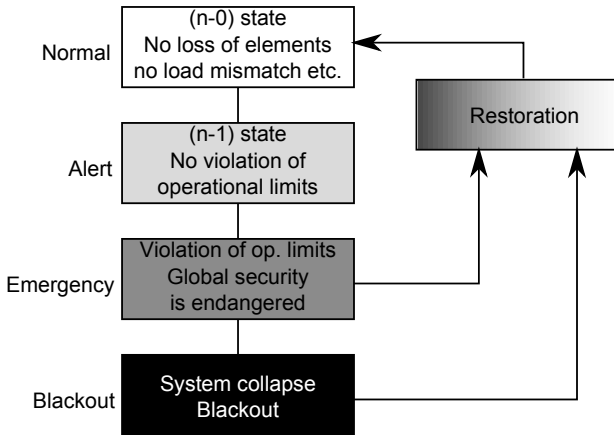 Normal
(n-0) state
No loss of elements
no load mismatch etc.
Restoration
Alert
(n-1) state
No violation of
operational limits
Emergency
Violation of op. limits
Global security
is endangered
Blackout
System collapse
Blackout